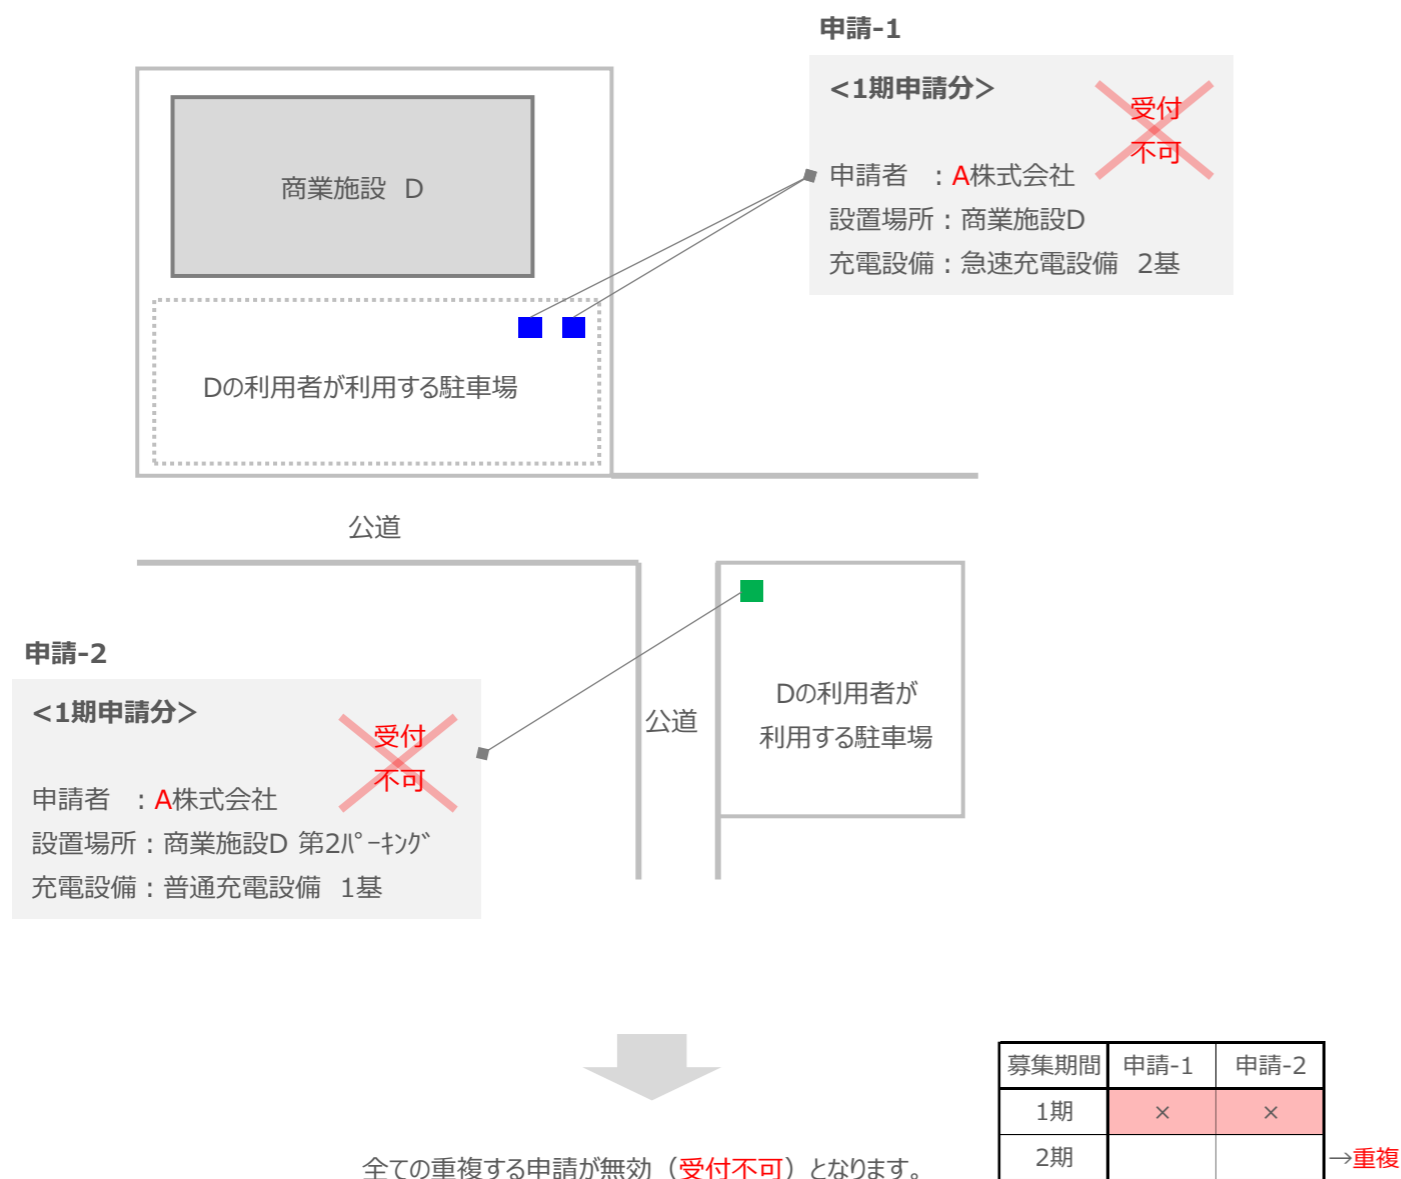 申請-1
<1期申請分>
受付
不可
申請者 ：A株式会社
設置場所：商業施設D
充電設備：急速充電設備 2基
商業施設 D
Dの利用者が利用する駐車場
公道
申請-2
<1期申請分>
受付
不可
申請者 ：A株式会社
設置場所：商業施設D 第2ﾊﾟｰｷﾝｸﾞ
充電設備：普通充電設備 1基
公道
Dの利用者が
利用する駐車場
募集期間 申請-1 申請-2
1期 × ×
2期 →重複
全ての重複する申請が無効（受付不可）となります。